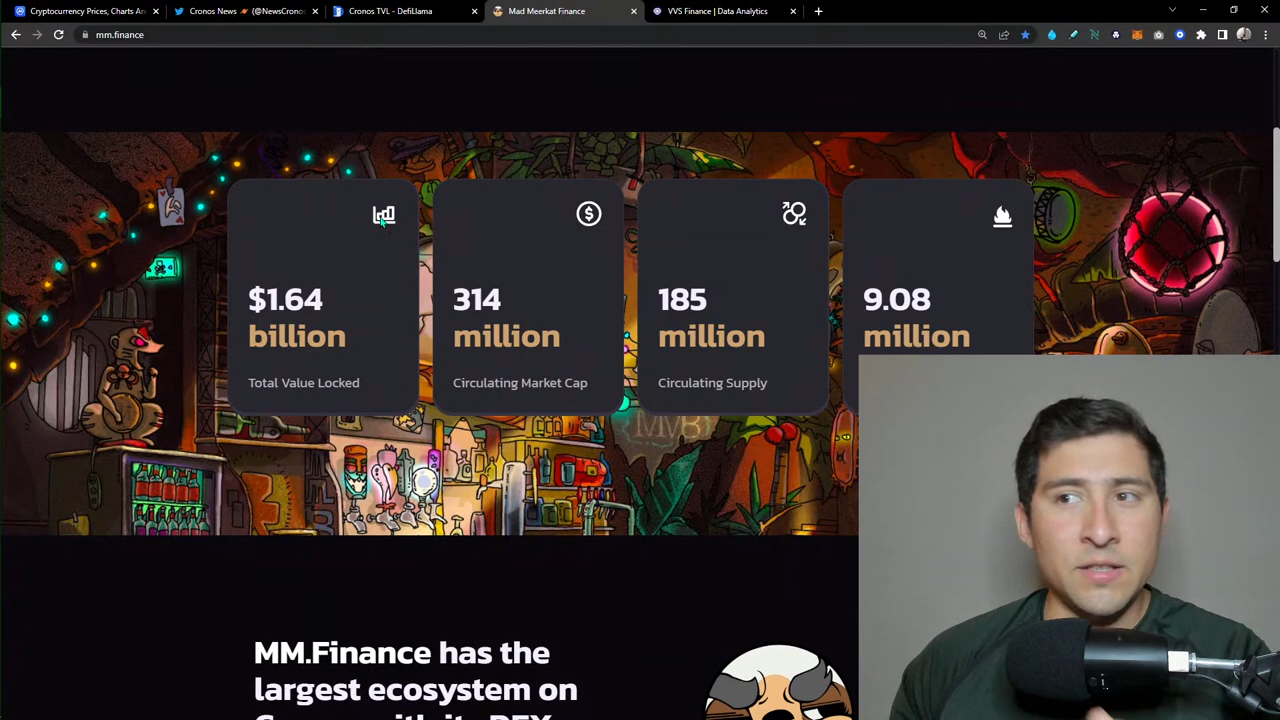 Cryptocurrency Prices, Charts An
Cronos News
(@NewsCrono
Cronos TVL - DefiLlama
Mad Meerkat Finance
VVS Finance | Data Analytics
mm.finance
$1.64
billion
Total Value Locked
314
million
Circulating Market Cap
185
million
Circulating Supply
9.08
million
MMB
MM.Finance has the
largest ecosystem on